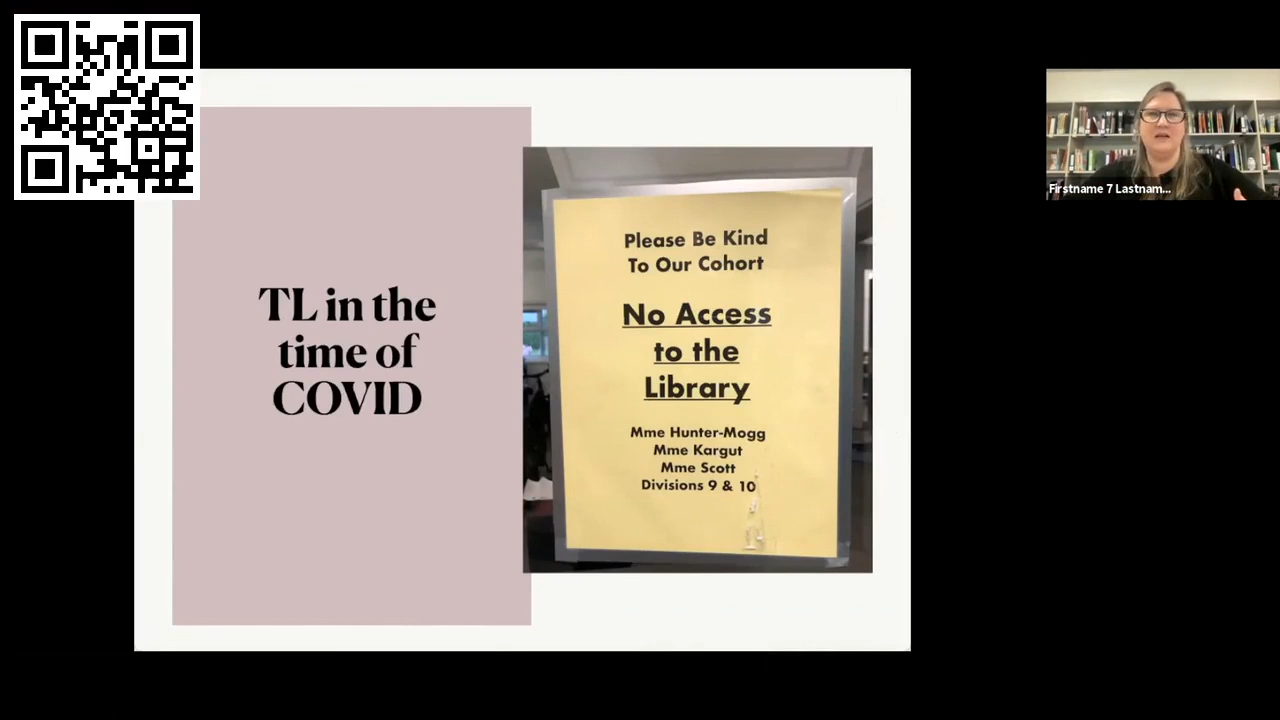 TL in the
time of
COVID
Please Be Kind
To Our Cohort
No Access
to the
Library
Mme Hunter-Mogg
Mme Kargut
Mme Scott
Divisions 9 & 10
Firstname 7 Lastnam...